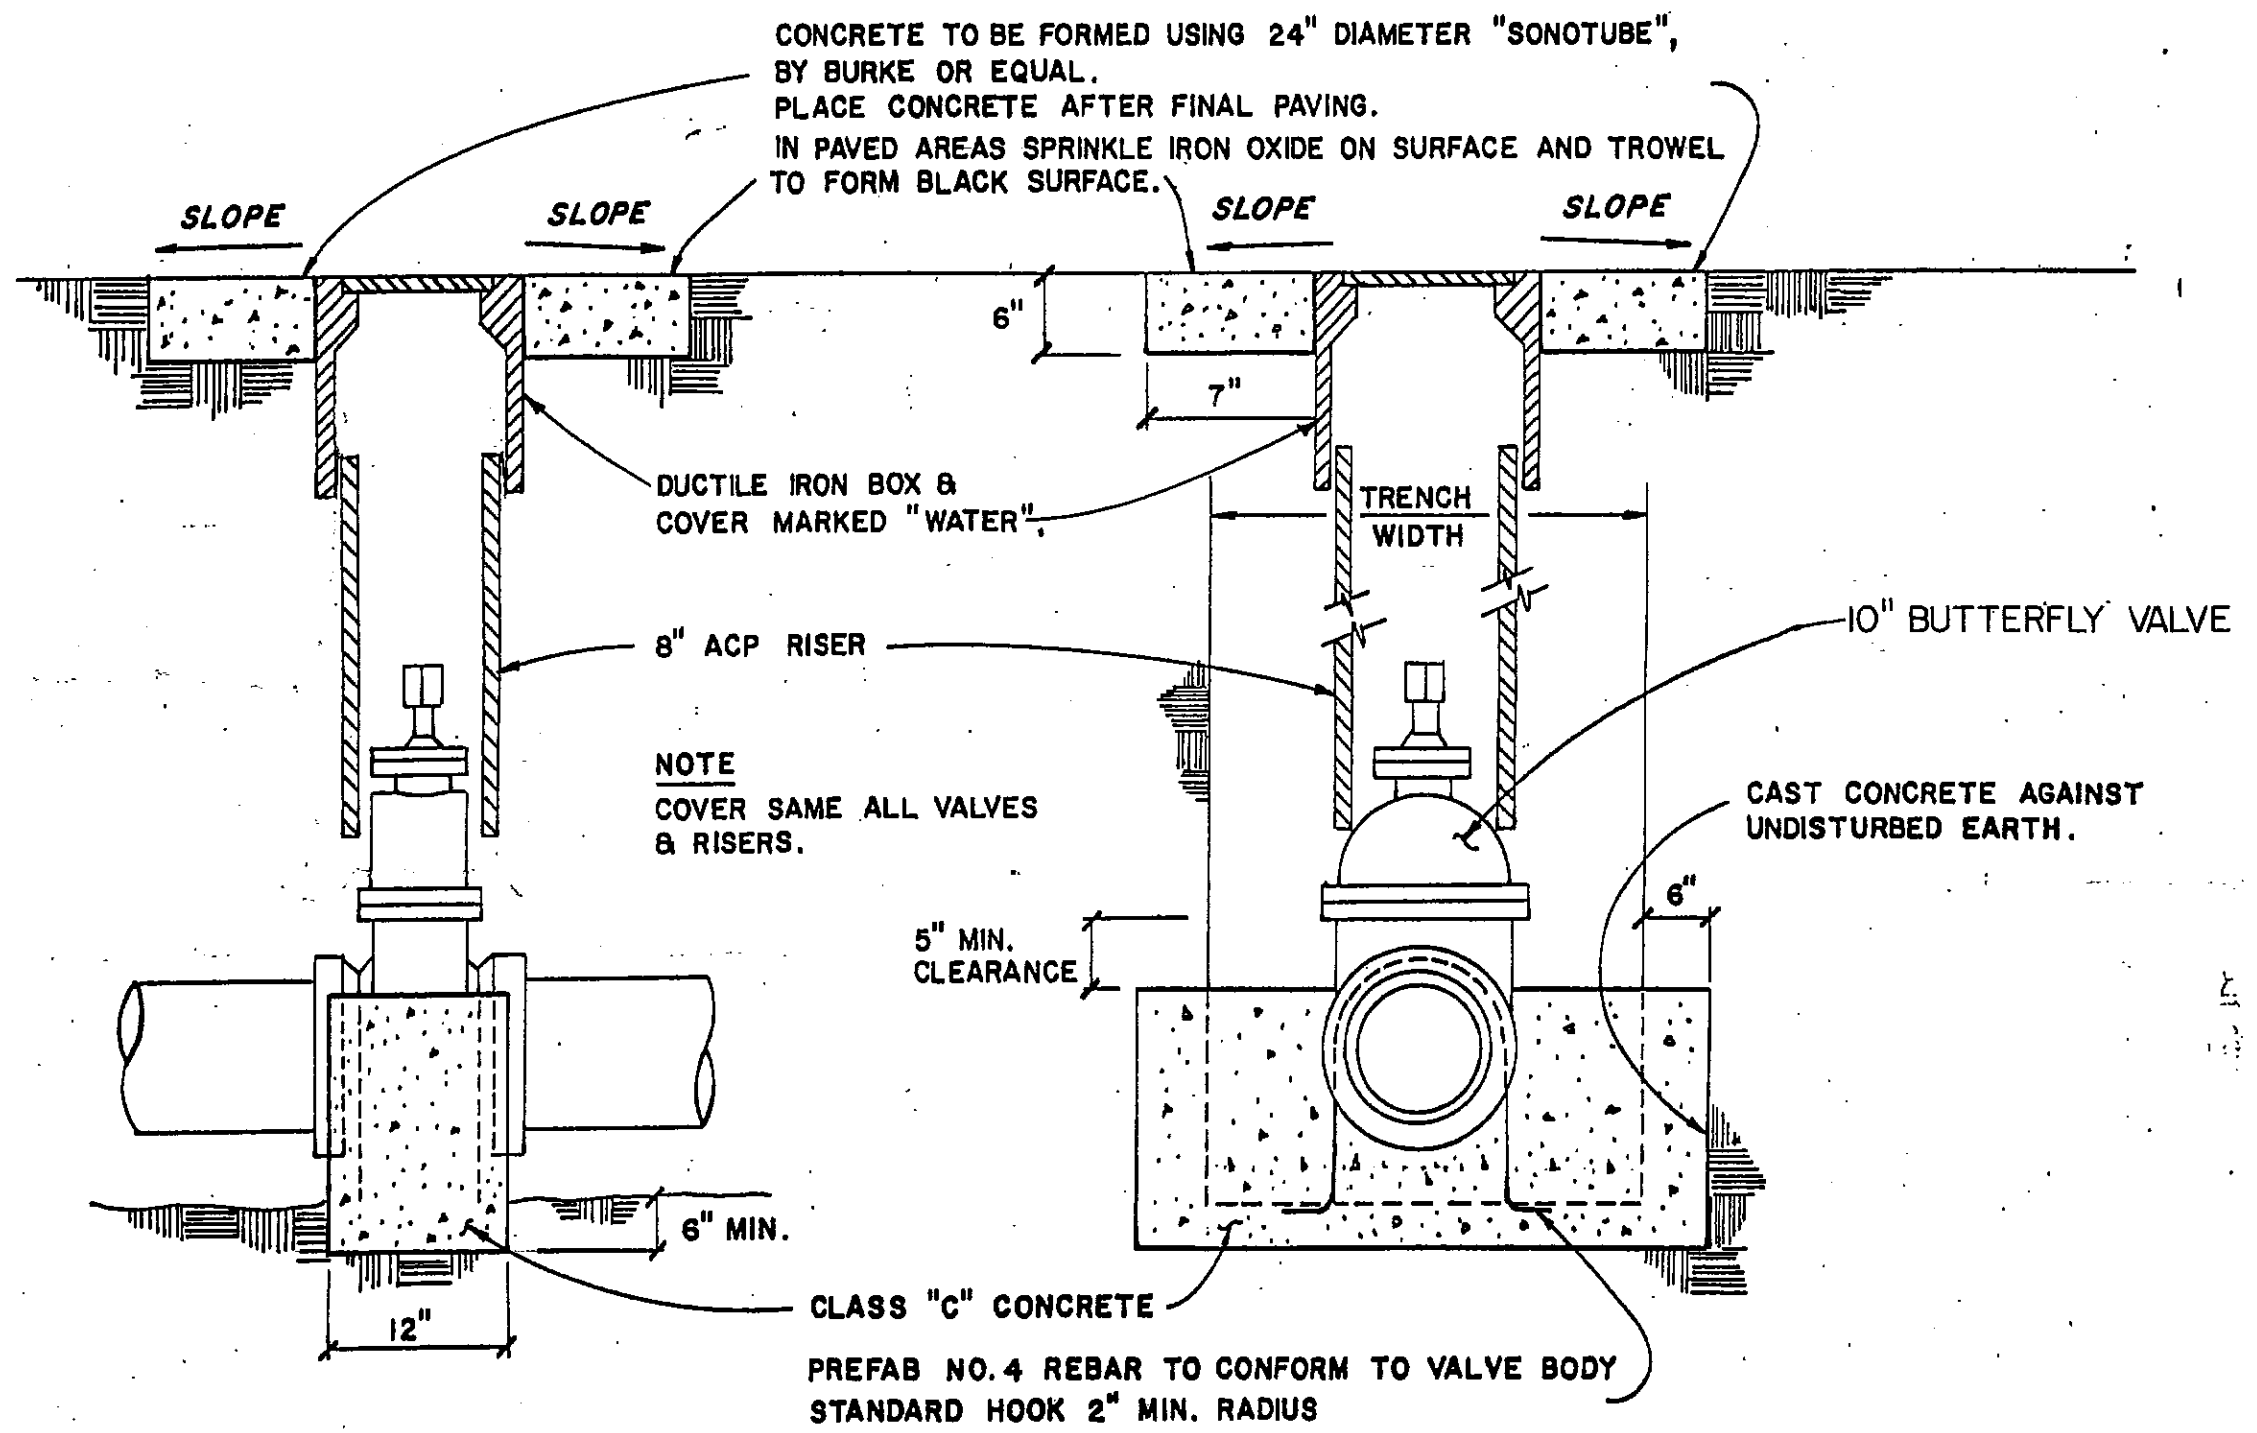 CONCRETE TO BE FORMED USING 24" DIAMETER "SONOTUBE",
BY BURKE OR EQUAL.
PLACE CONCRETE AFTER FINAL PAVING.
IN PAVED AREAS SPRINKLE IRON OXIDE ON SURFACE AND TROWEL
TO FORM BLACK SURFACE.
SLOPE
SLOPE
SLOPE
SLOPE
6"
7"
DUCTILE IRON BOX &
COVER MARKED "WATER".
TRENCH
WIDTH
8" ACP RISER
10" BUTTERFLY VALVE
NOTE
COVER SAME ALL VALVES
& RISERS.
CAST CONCRETE AGAINST
UNDISTURBED EARTH.
6"
5" MIN.
CLEARANCE
6" MIN.
CLASS "C" CONCRETE
12"
PREFAB NO. 4 REBAR TO CONFORM TO VALVE BODY
STANDARD HOOK 2" MIN. RADIUS